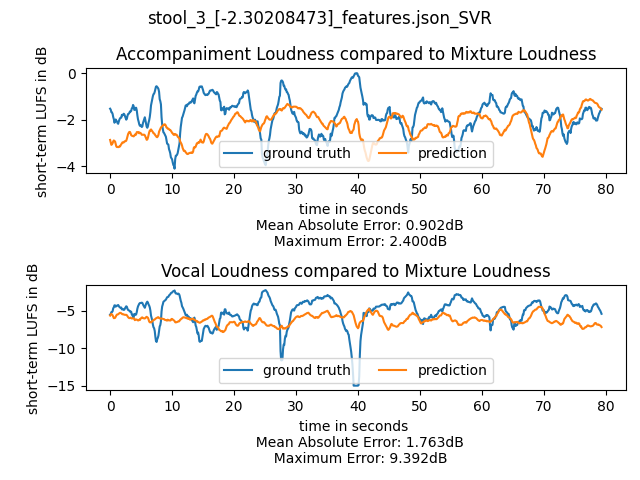 stool_3_[-2.30208473]_features.json_SVR
Accompaniment Loudness compared to Mixture Loudness
short-term LUFS in dB
0
−2
−4
ground truth
prediction
0 10 20 30 40 50 60 70 80
time in seconds
Mean Absolute Error: 0.902dB
Maximum Error: 2.400dB
Vocal Loudness compared to Mixture Loudness
short-term LUFS in dB
−5
−10
−15
ground truth
prediction
0 10 20 30 40 50 60 70 80
time in seconds
Mean Absolute Error: 1.763dB
Maximum Error: 9.392dB